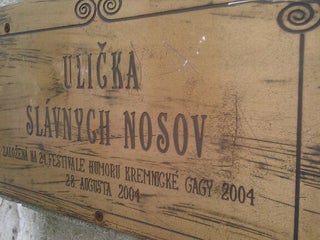 ULIČKA
SLÁVNYCH NOSOV
ZALOŽENÁ NA 24.FESTIVALE HUMORU KREMNICKÉ GAGY 2004
28. AUGUSTA 2004